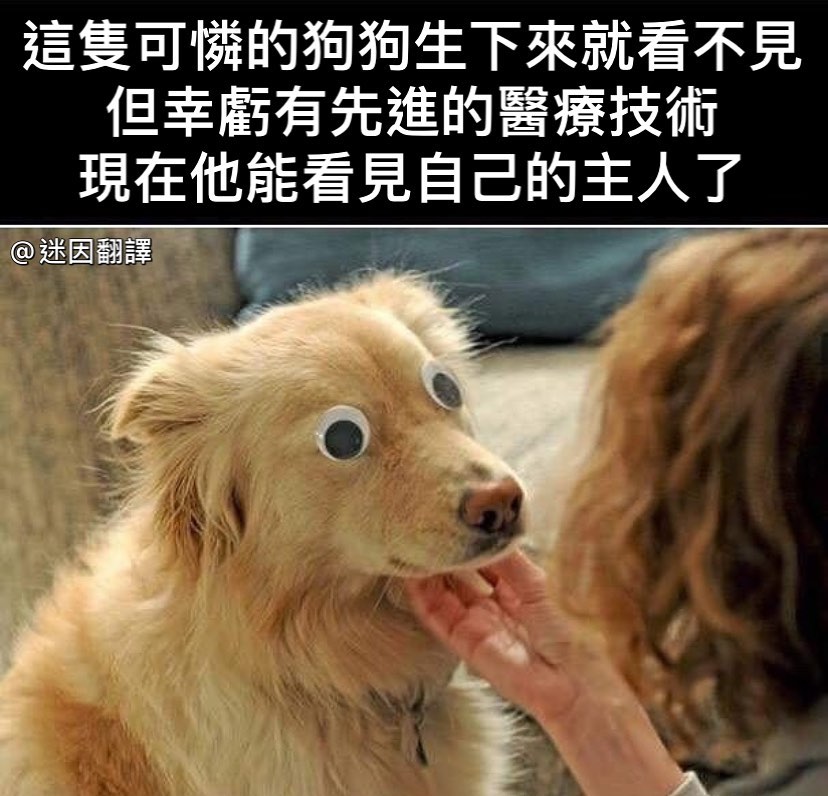 這隻可憐的狗狗生下來就看不見
但幸虧有先進的醫療技術
現在他能看見自己的主人了
@迷因翻譯